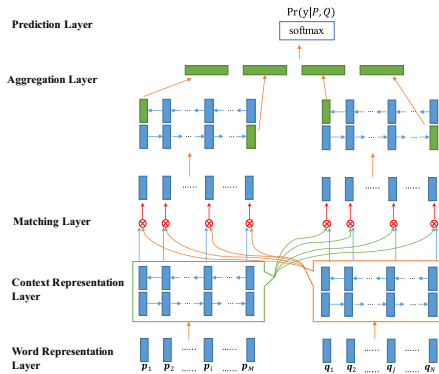 Prediction Layer
Pr(y|P, Q)
softmax
Aggregation Layer
... ...
... ...
...... ......
Matching Layer
...... ......
Context Representation
Layer
... ...
... ...
Word Representation
Layer
...... ......
p1 p2 pi pM q1 q2 qj qN